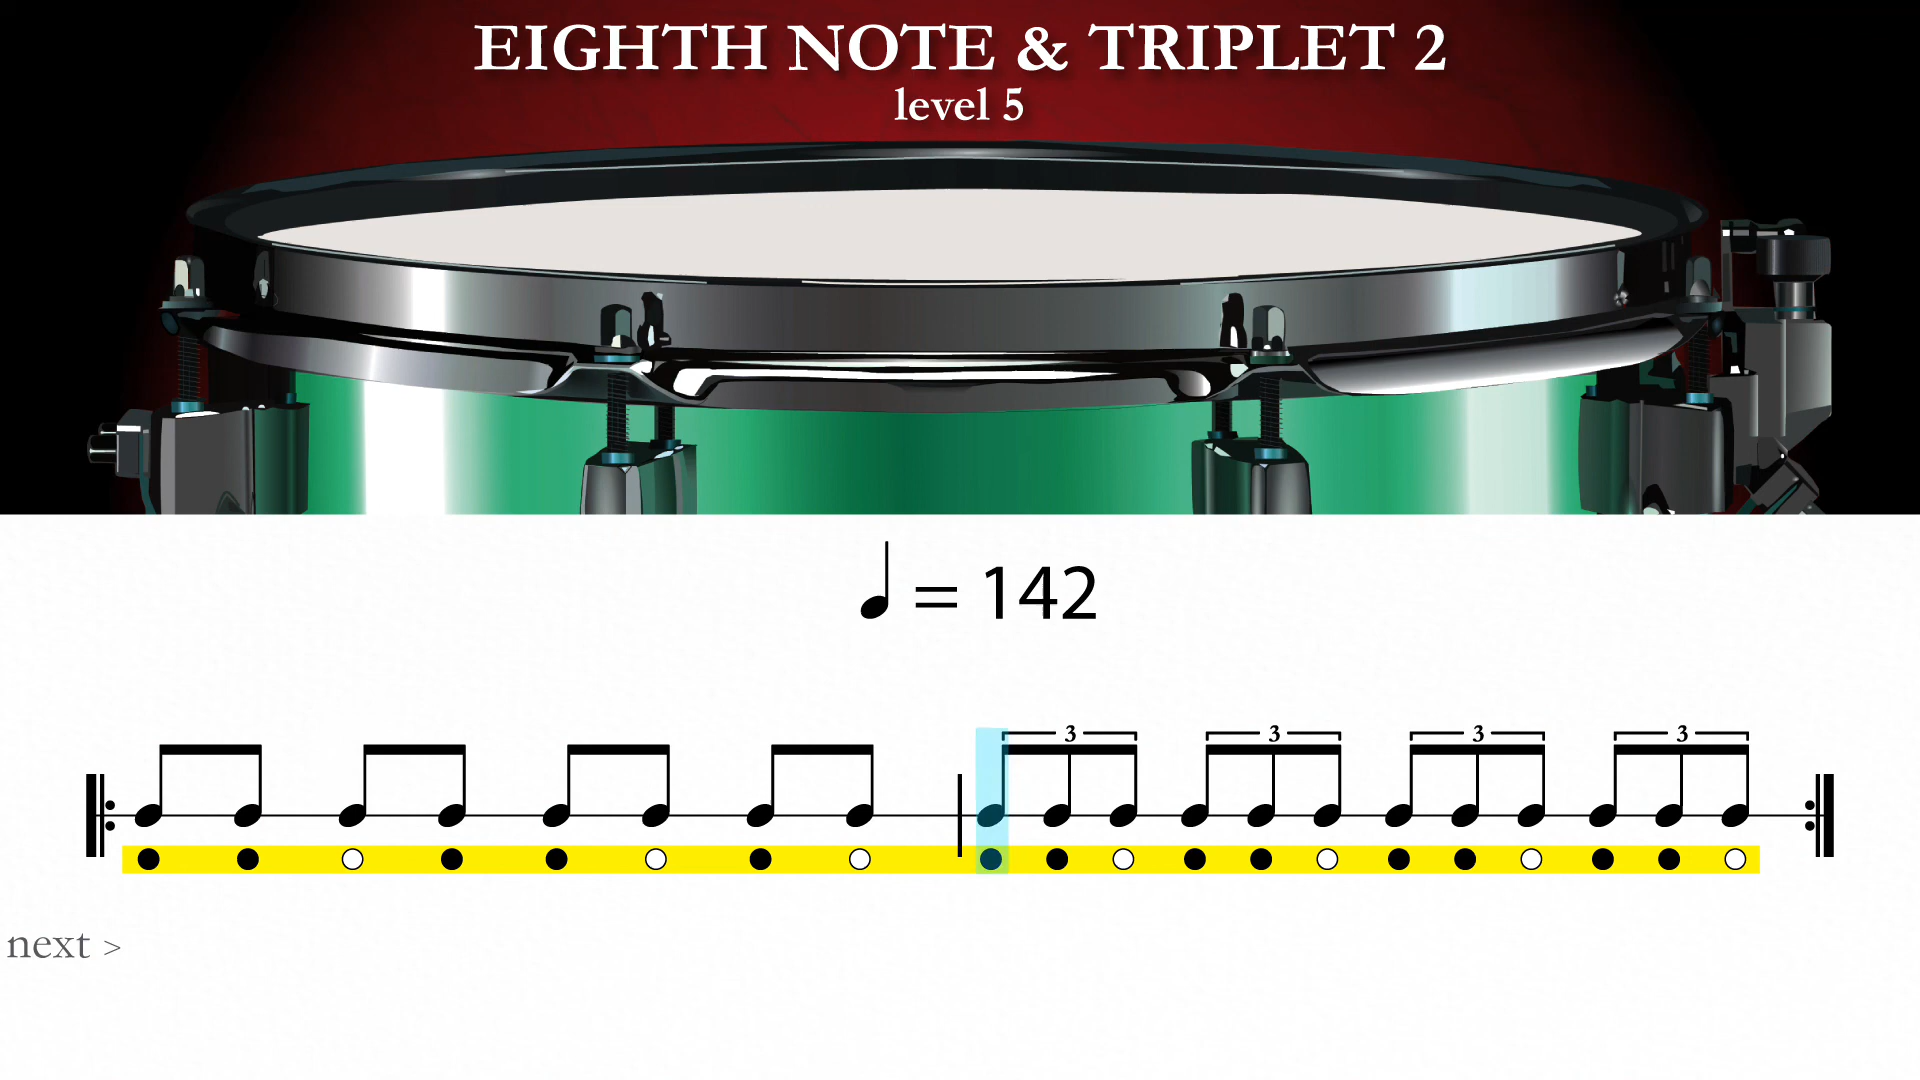 EIGHTH NOTE & TRIPLET 2
level 5
= 142
3 3 3 3
next >